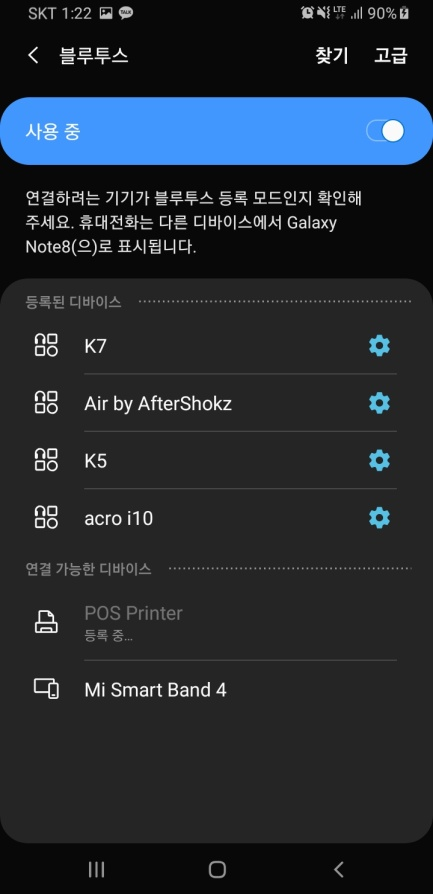 SKT 1:22 TALK LTE 90%
블루투스 찾기 고급
사용 중
연결하려는 기기가 블루투스 등록 모드인지 확인해
주세요. 휴대전화는 다른 디바이스에서 Galaxy
Note8(으)로 표시됩니다.
등록된 디바이스
K7
Air by AfterShokz
K5
acro i10
연결 가능한 디바이스
POS Printer
등록 중...
Mi Smart Band 4